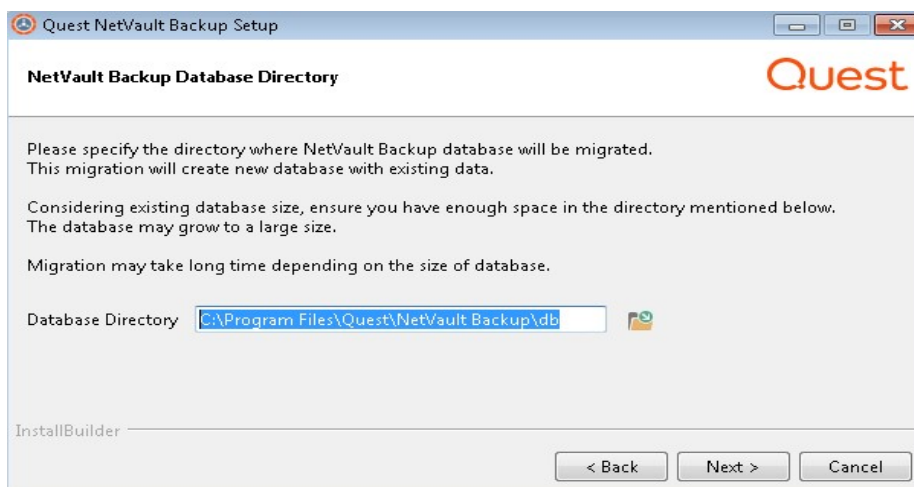 Quest NetVault Backup Setup
NetVault Backup Database Directory
Quest
Please specify the directory where NetVault Backup database will be migrated.
This migration will create new database with existing data.
Considering existing database size, ensure you have enough space in the directory mentioned below.
The database may grow to a large size.
Migration may take long time depending on the size of database.
Database Directory C:\Program Files\Quest\NetVault Backup\db
InstallBuilder
< Back Next > Cancel